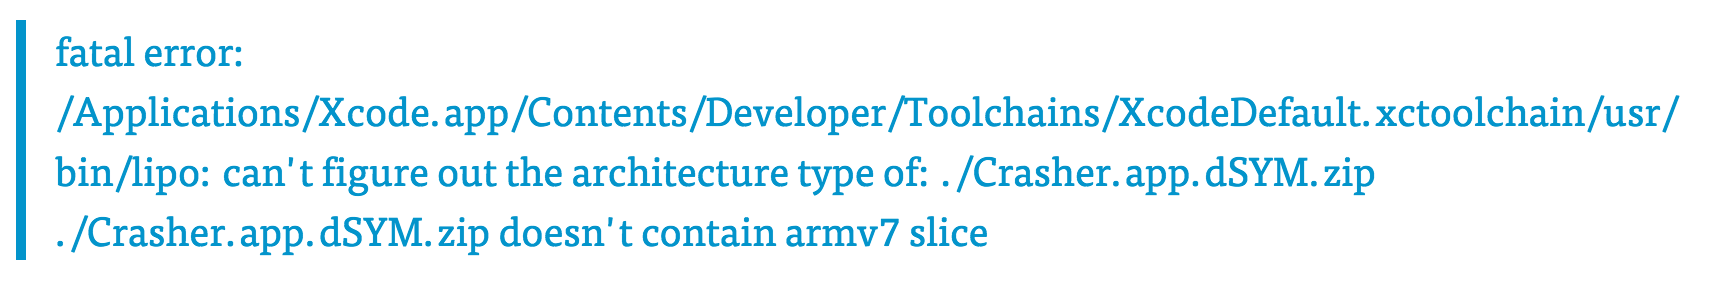 fatal error:
/Applications/Xcode.app/Contents/Developer/Toolchains/XcodeDefault.xctoolchain/usr/
bin/lipo: can't figure out the architecture type of: ./Crasher.app.dSYM.zip
./Crasher.app.dSYM.zip doesn't contain armv7 slice